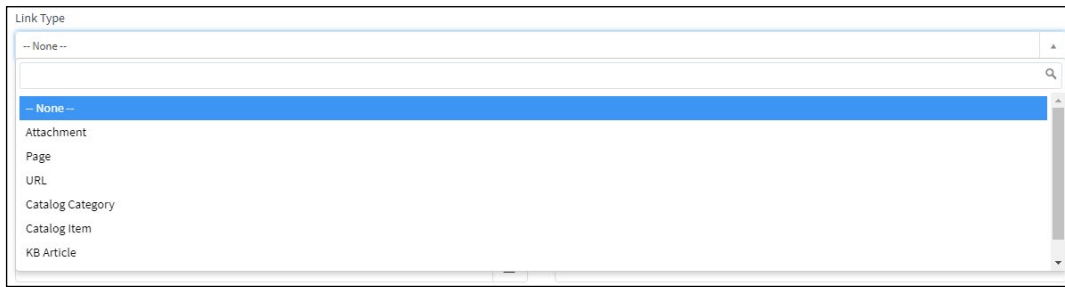 Link Type
-- None --
-- None --
Attachment
Page
URL
Catalog Category
Catalog Item
KB Article